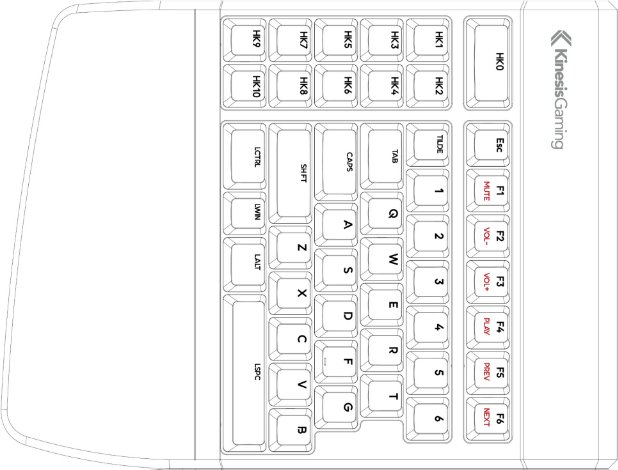 KinesisGaming
HK0 Esc F1 F2 F3 F4 F5 F6
MUTE VOL- VOL+ PLAY PREV NEXT
HK1 HK2 TILDE 1 2 3 4 5 6
HK3 HK4 TAB Q W E R T
HK5 HK6 CAPS A S D F G
HK7 HK8 SHIFT Z X C V B
HK9 HK10 LCTRL LWIN LALT LSPC